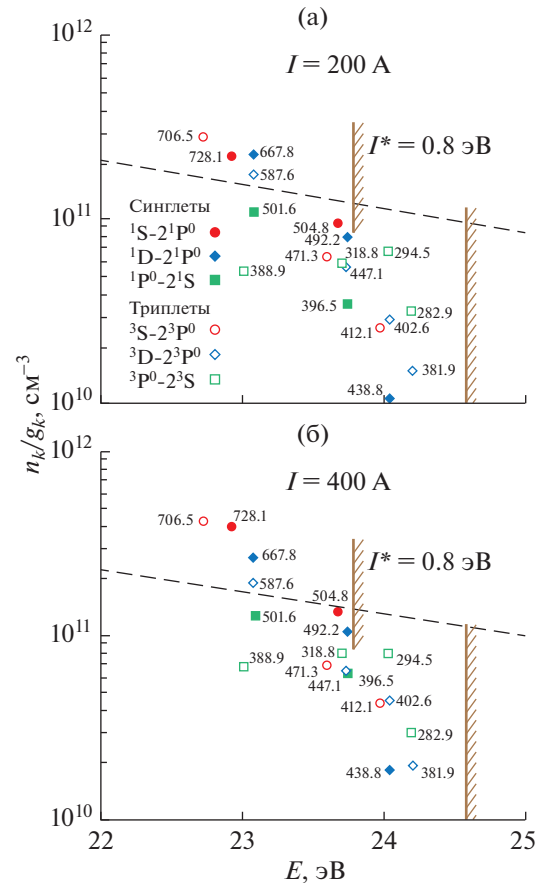 (а)
10¹²
I = 200 А
706.5
728.1
667.8
587.6
I* = 0.8 эВ
10¹¹
Синглеты
501.6
504.8
492.2
¹S-2¹P⁰
¹D-2¹P⁰
¹P⁰-2¹S
388.9
471.3
318.8
294.5
447.1
Триплеты
396.5
282.9
³S-2³P⁰
412.1
402.6
³D-2³P⁰
³P⁰-2³S
381.9
438.8
10¹⁰
nₖ/gₖ, см⁻³
(б)
10¹²
I = 400 А
706.5
728.1
667.8
I* = 0.8 эВ
587.6
504.8
501.6
492.2
10¹¹
388.9
318.8
294.5
471.3
447.1
396.5
412.1
402.6
282.9
438.8
381.9
10¹⁰
22
23
24
25
E, эВ